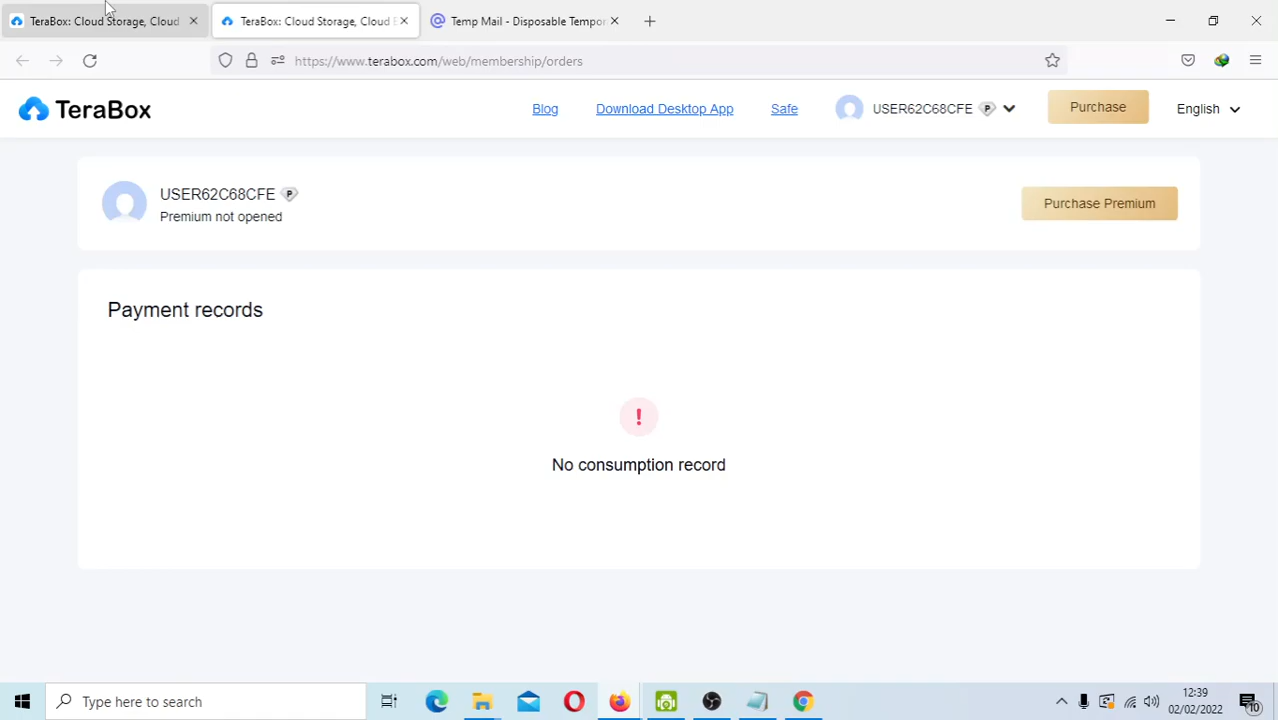 TeraBox: Cloud Storage, Cloud
TeraBox: Cloud Storage, Cloud
Temp Mail - Disposable Tempor
https://www.terabox.com/web/membership/orders
TeraBox
Blog
Download Desktop App
Safe
USER62C68CFE
P
Purchase
English
USER62C68CFE
P
Premium not opened
Purchase Premium
Payment records
!
No consumption record
Type here to search
12:39
02/02/2022
10